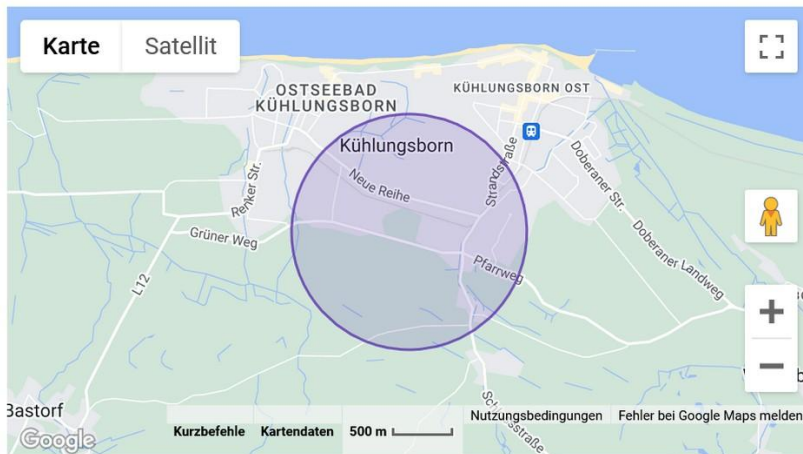 Karte
Satellit
OSTSEEBAD
KÜHLUNGSBORN
KÜHLUNGSBORN OST
Kühlungsborn
Neue Reihe
Strandstraße
Doberaner Str.
Renker Str.
Grüner Weg
Pfarrweg
Doberaner Landweg
L12
Bastorf
Nutzungsbedingungen
Fehler bei Google Maps melden
Google
Kurzbefehle
Kartendaten
500 m